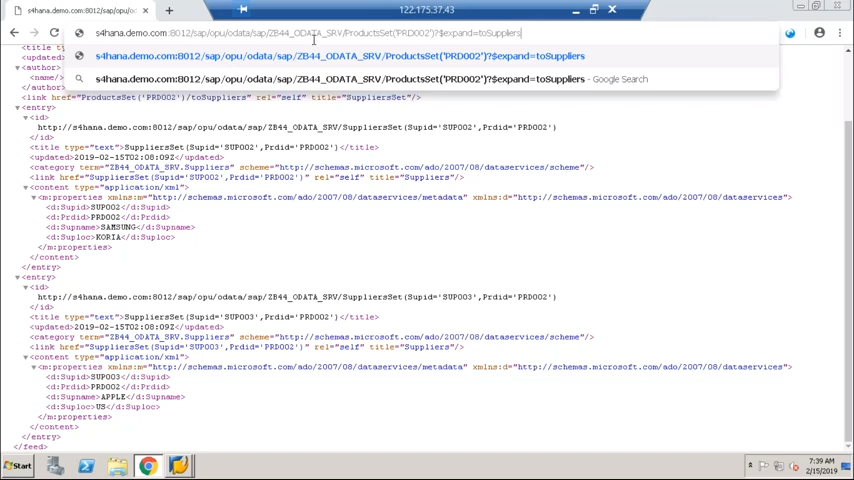 s4hana.demo.com:8012/sap/opu/od ×
122.175.37.43
s4hana.demo.com:8012/sap/opu/odata/sap/ZB44_ODATA_SRV/ProductsSet('PRD002')?$expand=toSuppliers
s4hana.demo.com:8012/sap/opu/odata/sap/ZB44_ODATA_SRV/ProductsSet('PRD002')?$expand=toSuppliers
s4hana.demo.com:8012/sap/opu/odata/sap/ZB44_ODATA_SRV/ProductsSet('PRD002')?$expand=toSuppliers - Google Search
<title ty
<updated>
<author>
<name/>
</author>
<link href="ProductsSet('PRD002')/toSuppliers" rel="self" title="SuppliersSet"/>
<entry>
<id>
http://s4hana.demo.com:8012/sap/opu/odata/sap/ZB44_ODATA_SRV/SuppliersSet(Supid='SUP002',Prdid='PRD002')
</id>
<title type="text">SuppliersSet(Supid='SUP002',Prdid='PRD002')</title>
<updated>2019-02-15T02:08:09Z</updated>
<category term="ZB44_ODATA_SRV.Suppliers" scheme="http://schemas.microsoft.com/ado/2007/08/dataservices/scheme"/>
<link href="SuppliersSet(Supid='SUP002',Prdid='PRD002')" rel="self" title="Suppliers"/>
<content type="application/xml">
<m:properties xmlns:m="http://schemas.microsoft.com/ado/2007/08/dataservices/metadata" xmlns:d="http://schemas.microsoft.com/ado/2007/08/dataservices">
<d:Supid>SUP002</d:Supid>
<d:Prdid>PRD002</d:Prdid>
<d:Supname>SAMSUNG</d:Supname>
<d:Suploc>KORIA</d:Suploc>
</m:properties>
</content>
</entry>
<entry>
<id>
http://s4hana.demo.com:8012/sap/opu/odata/sap/ZB44_ODATA_SRV/SuppliersSet(Supid='SUP003',Prdid='PRD002')
</id>
<title type="text">SuppliersSet(Supid='SUP003',Prdid='PRD002')</title>
<updated>2019-02-15T02:08:09Z</updated>
<category term="ZB44_ODATA_SRV.Suppliers" scheme="http://schemas.microsoft.com/ado/2007/08/dataservices/scheme"/>
<link href="SuppliersSet(Supid='SUP003',Prdid='PRD002')" rel="self" title="Suppliers"/>
<content type="application/xml">
<m:properties xmlns:m="http://schemas.microsoft.com/ado/2007/08/dataservices/metadata" xmlns:d="http://schemas.microsoft.com/ado/2007/08/dataservices">
<d:Supid>SUP003</d:Supid>
<d:Prdid>PRD002</d:Prdid>
<d:Supname>APPLE</d:Supname>
<d:Suploc>US</d:Suploc>
</m:properties>
</content>
</entry>
</feed>
Start
7:39 AM
2/15/2019